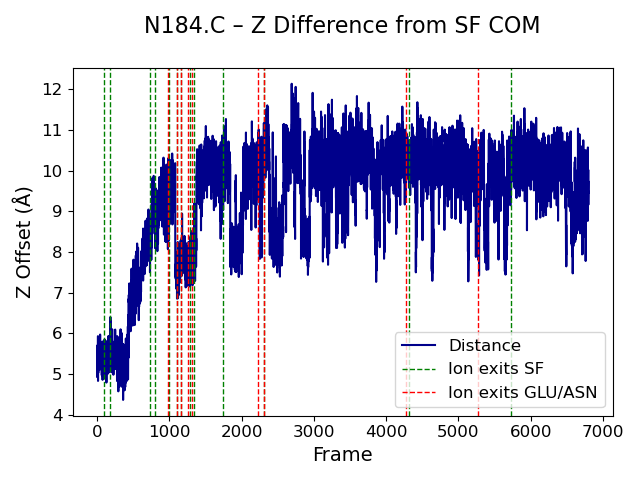 N184.C – Z Difference from SF COM
Z Offset (Å)
12
11
10
9
8
7
6
5
4
0
1000
2000
3000
4000
5000
6000
7000
Frame
Distance
Ion exits SF
Ion exits GLU/ASN